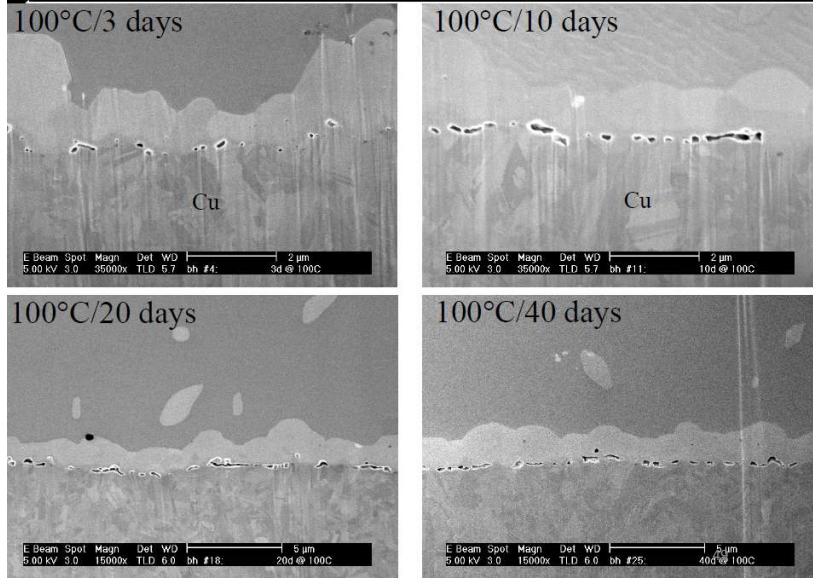 100°C/3 days
Cu
2 µm
E Beam Spot Magn Det WD
5.00 kV 3.0 35000x TLD 5.7 bh #4: 3d @ 100C
100°C/10 days
Cu
2 µm
E Beam Spot Magn Det WD
5.00 kV 3.0 35000x TLD 5.7 bh #11: 10d @ 100C
100°C/20 days
5 µm
E Beam Spot Magn Det WD
5.00 kV 3.0 15000x TLD 6.0 bh #18: 20d @ 100C
100°C/40 days
5 µm
E Beam Spot Magn Det WD
5.00 kV 3.0 15000x TLD 6.0 bh #25: 40d @ 100C